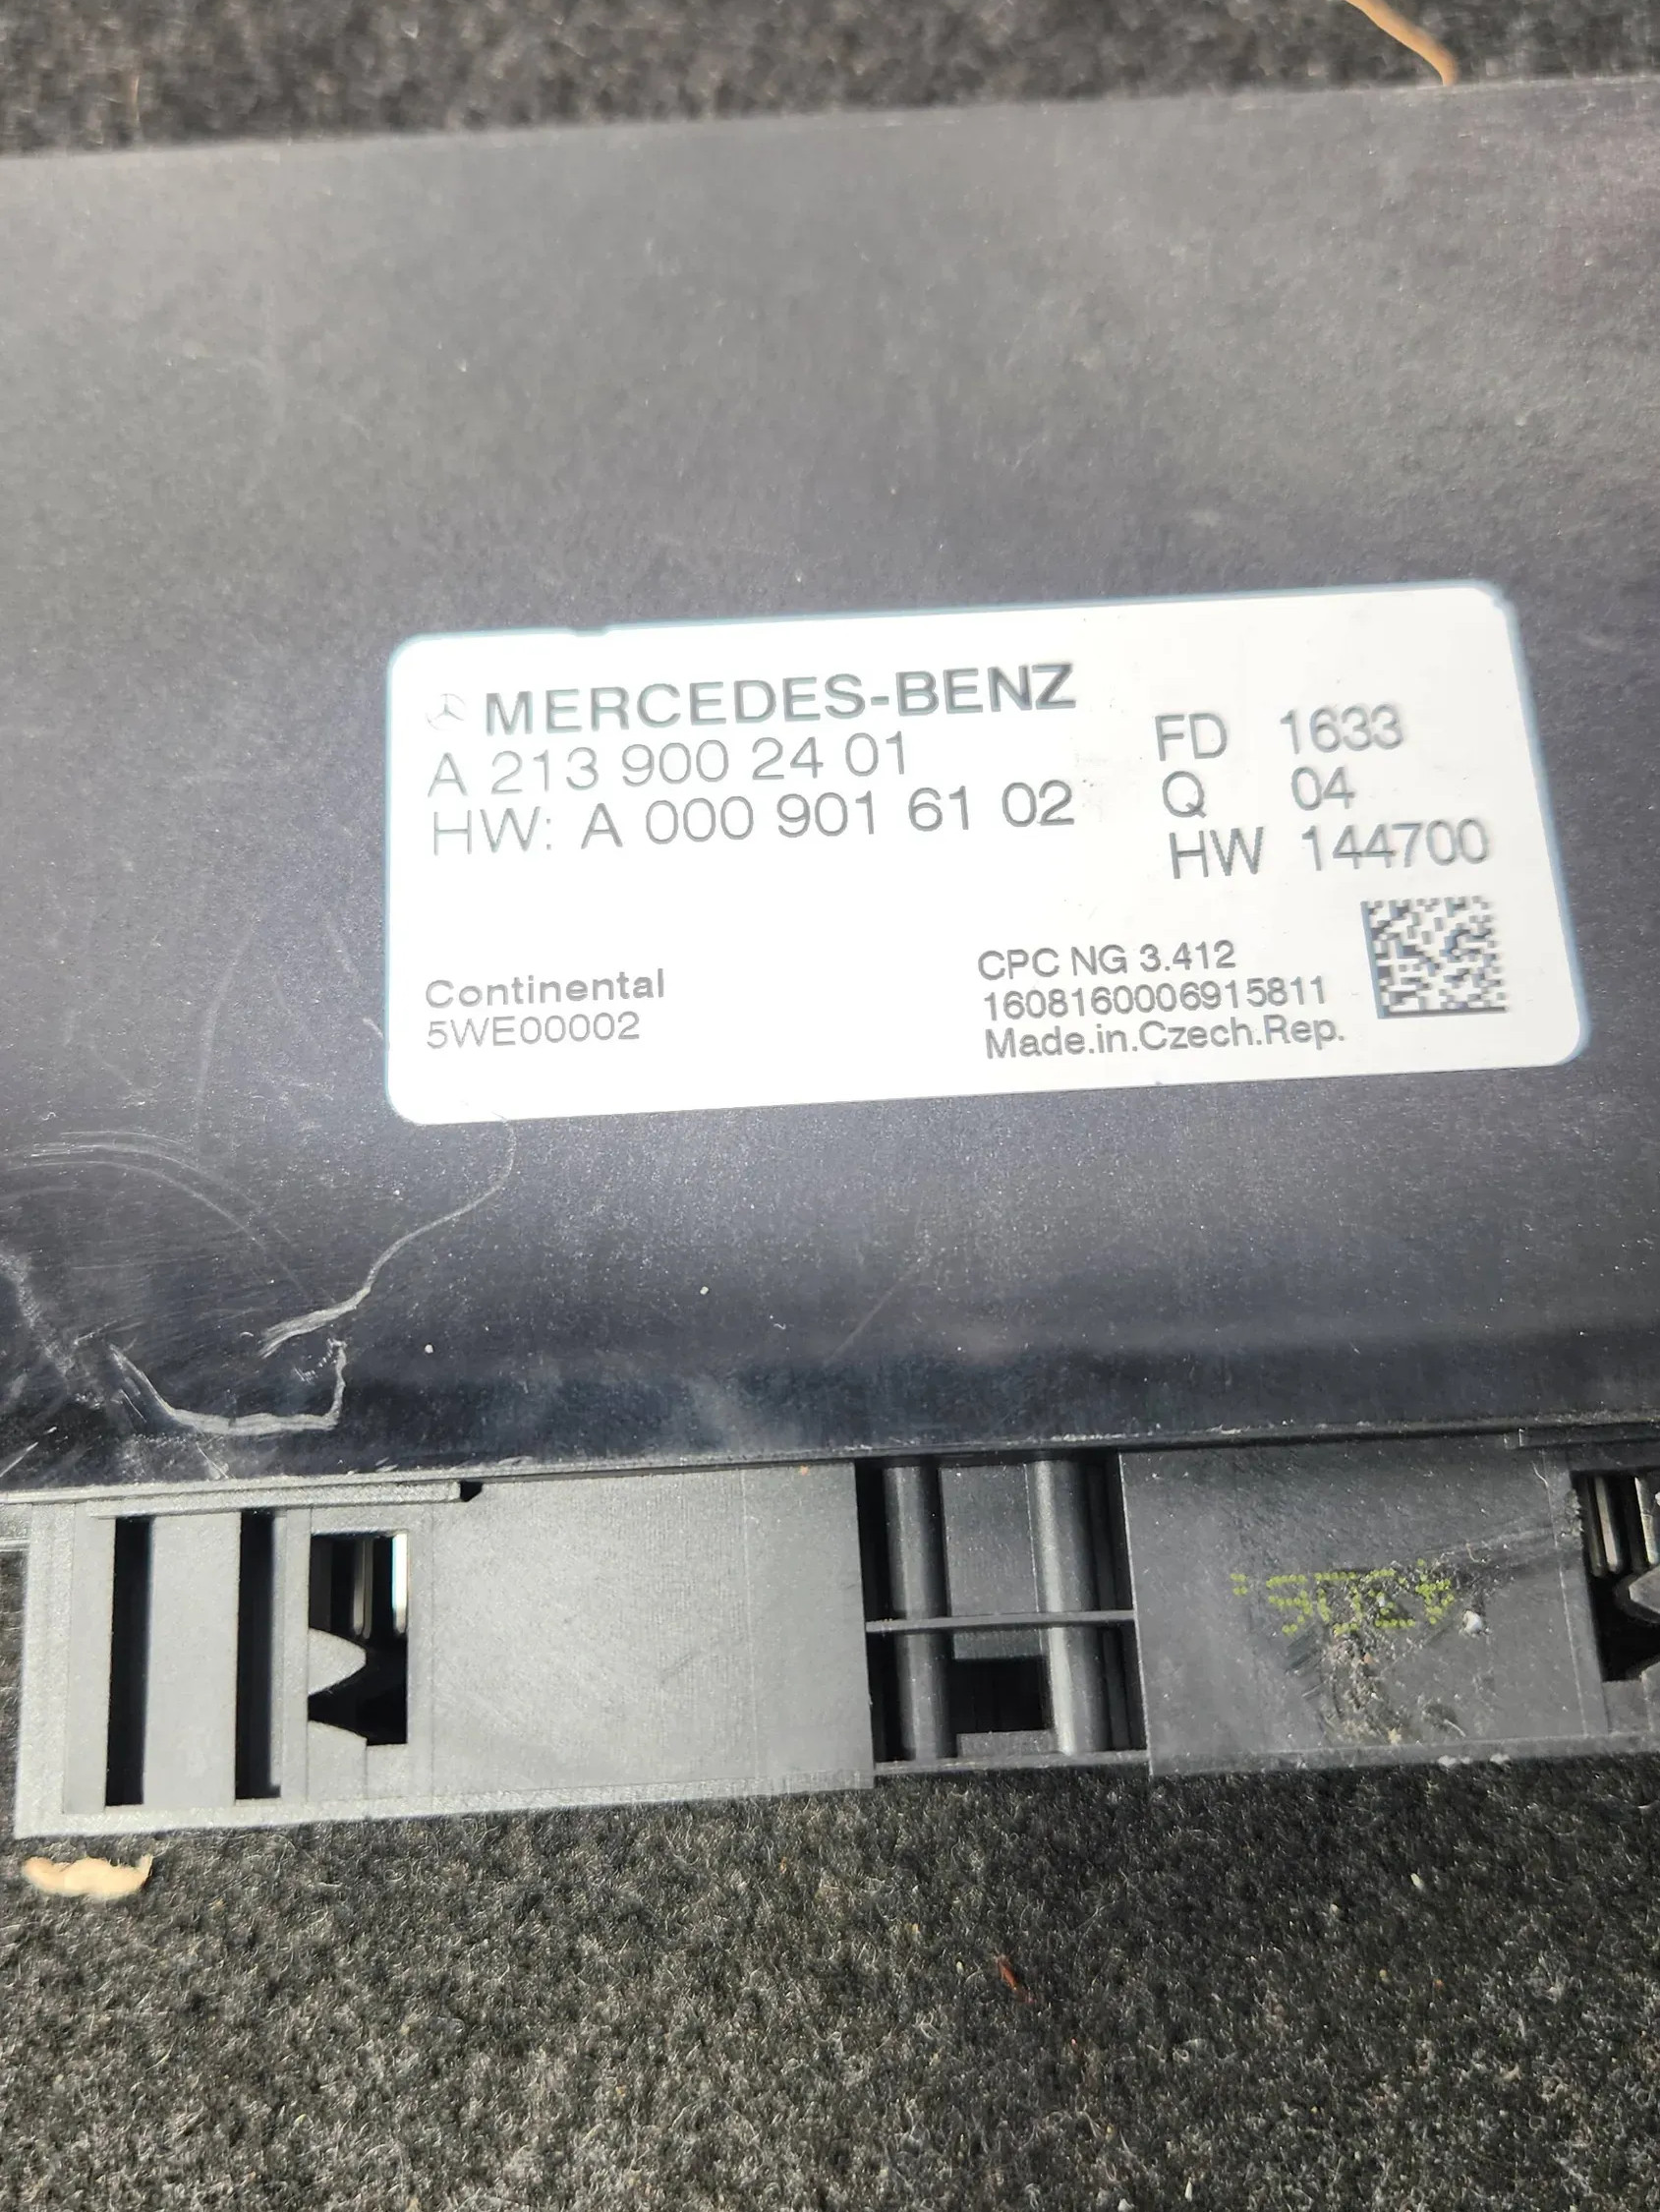 MERCEDES-BENZ
A 213 900 24 01
HW: A 000 901 61 02
FD 1633
Q 04
HW 144700
Continental
5WE00002
CPC NG 3.412
1608160006915811
Made.in.Czech.Rep.